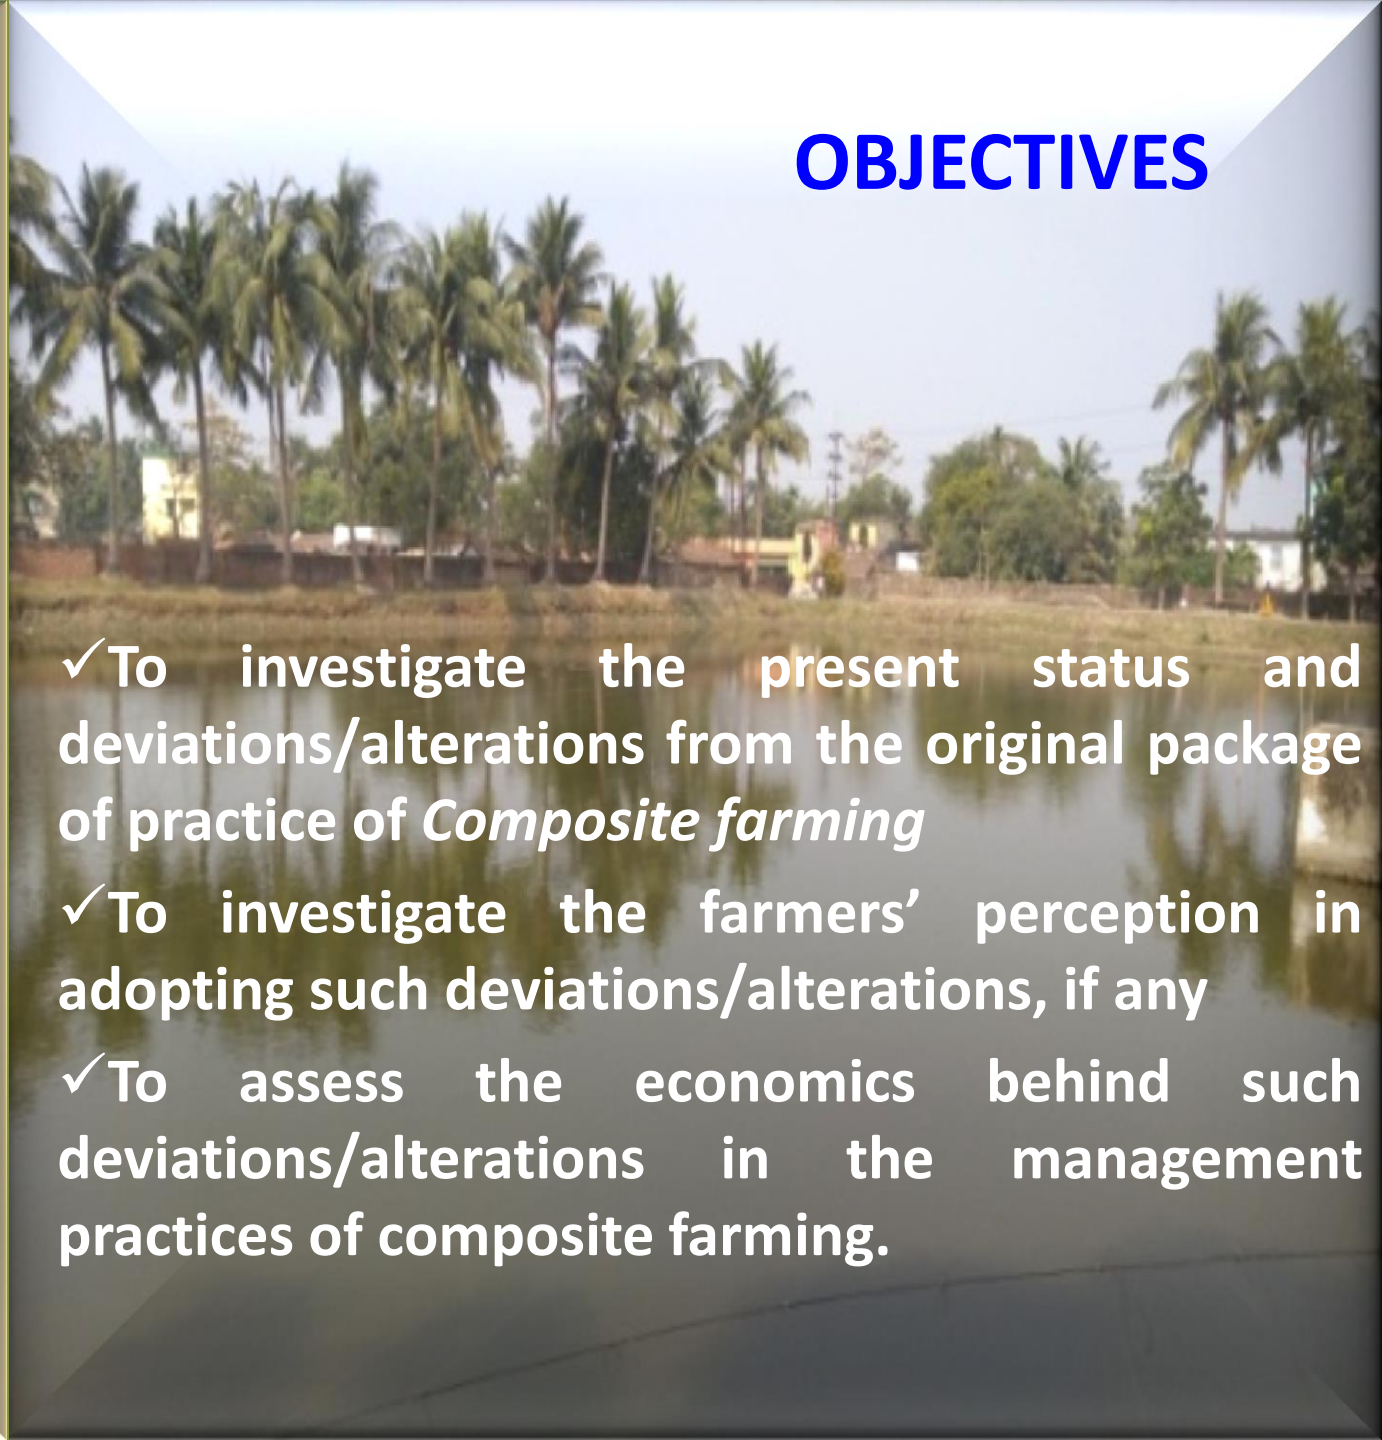 OBJECTIVES
✓To investigate the present status and
deviations/alterations from the original package
of practice of Composite farming
✓To investigate the farmers’ perception in
adopting such deviations/alterations, if any
✓To assess the economics behind such
deviations/alterations in the management
practices of composite farming.